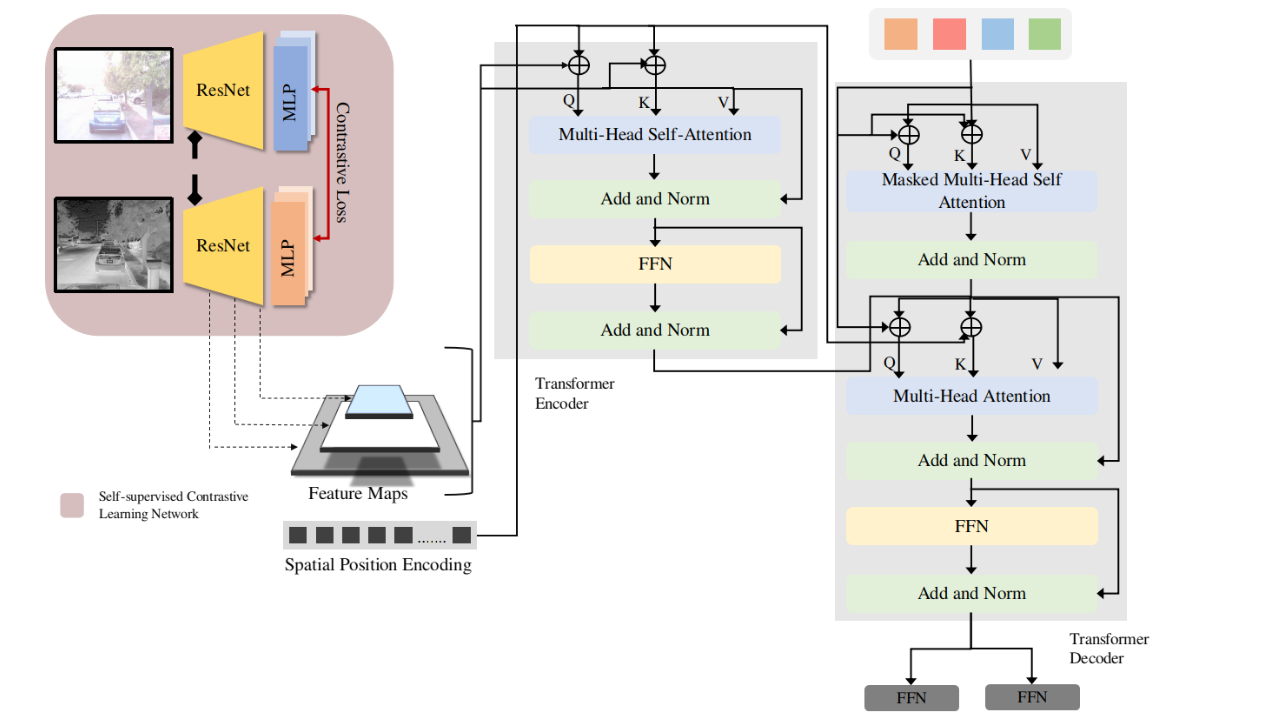 ResNet
MLP
Contrastive Loss
ResNet
MLP
Feature Maps
Self-supervised Contrastive
Learning Network
.......
Spatial Position Encoding
Q
K
V
Multi-Head Self-Attention
Add and Norm
FFN
Add and Norm
Transformer
Encoder
Q
K
V
Masked Multi-Head Self
Attention
Add and Norm
Q
K
V
Multi-Head Attention
Add and Norm
FFN
Add and Norm
Transformer
Decoder
FFN
FFN